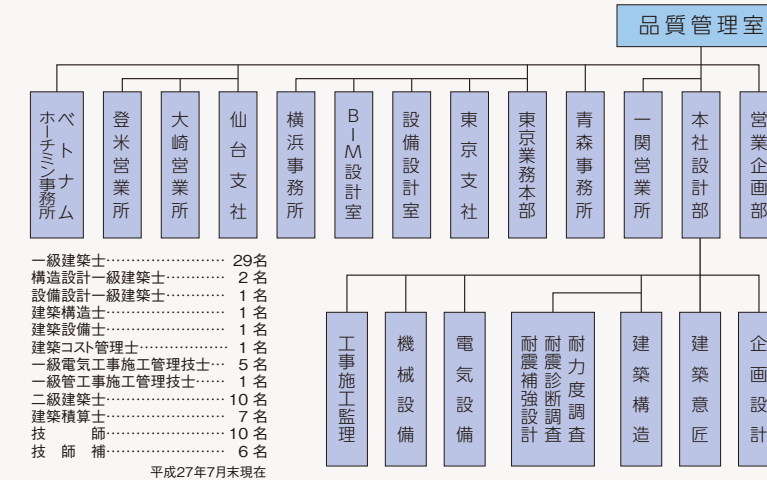 品質管理室
ベトナム
ホーチミン事務所
登米営業所
大崎営業所
仙台支社
横浜事務所
BIM設計室
設備設計室
東京支社
東京業務本部
青森事務所
一関営業所
本社設計部
営業企画部
工事施工監理
機械設備
電気設備
耐力度調査
耐震診断調査
耐震補強設計
建築構造
建築意匠
企画設計
一級建築士…………………… 29名
構造設計一級建築士………… 2名
設備設計一級建築士………… 1名
建築構造士…………………… 1名
建築設備士…………………… 1名
建築コスト管理士……………… 1名
一級電気工事施工管理技士… 5名
一級管工事施工管理技士…… 1名
二級建築士…………………… 10名
建築積算士…………………… 7名
技　　師…………………… 10名
技 師 補…………………… 6名
平成27年7月末現在